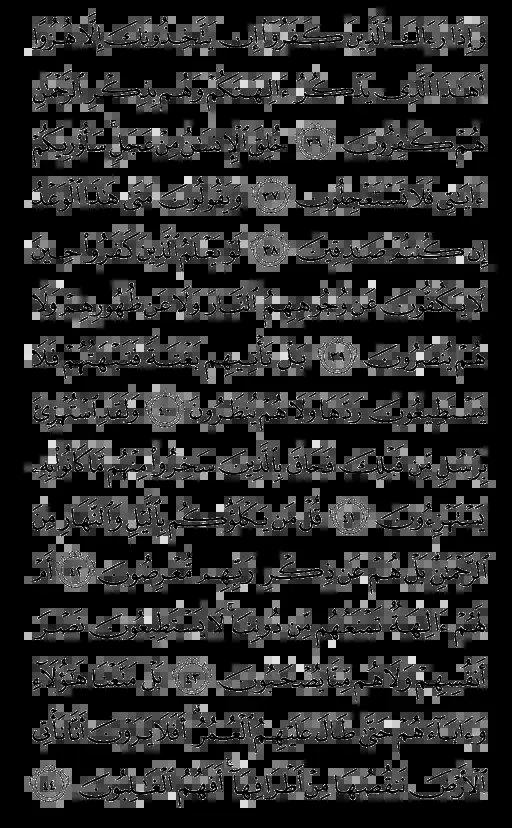 وَإِذَا رَءَاكَ ٱلَّذِينَ كَفَرُوٓا۟ إِن يَتَّخِذُونَكَ إِلَّا هُزُوًا
أَهَـٰذَا ٱلَّذِى يَذْكُرُ ءَالِهَتَكُمْ وَهُم بِذِكْرِ ٱلرَّحْمَـٰنِ
هُمْ كَـٰفِرُونَ ٣٦ خُلِقَ ٱلْإِنسَـٰنُ مِنْ عَجَلٍ سَأُو۟رِيكُمْ
ءَايَـٰتِى فَلَا تَسْتَعْجِلُونِ ٣٧ وَيَقُولُونَ مَتَىٰ هَـٰذَا ٱلْوَعْدُ
إِن كُنتُمْ صَـٰدِقِينَ ٣٨ لَوْ يَعْلَمُ ٱلَّذِينَ كَفَرُوا۟ حِينَ
لَا يَكُفُّونَ عَن وُجُوهِهِمُ ٱلنَّارَ وَلَا عَن ظُهُورِهِمْ وَلَا
هُمْ يُنصَرُونَ ٣٩ بَلْ تَأْتِيهِم بَغْتَةً فَتَبْهَتُهُمْ فَلَا
يَسْتَطِيعُونَ رَدَّهَا وَلَا هُمْ يُنظَرُونَ ٤٠ وَلَقَدِ ٱسْتُهْزِئَ
بِرُسُلٍ مِّن قَبْلِكَ فَحَاقَ بِٱلَّذِينَ سَخِرُوا۟ مِنْهُم مَّا كَانُوا۟ بِهِۦ
يَسْتَهْزِءُونَ ٤١ قُلْ مَن يَكْلَؤُكُم بِٱلَّيْلِ وَٱلنَّهَارِ مِنَ
ٱلرَّحْمَـٰنِ بَلْ هُمْ عَن ذِكْرِ رَبِّهِم مُّعْرِضُونَ ٤٢ أَمْ
لَهُمْ ءَالِهَةٌ تَمْنَعُهُم مِّن دُونِنَا لَا يَسْتَطِيعُونَ نَصْرَ
أَنفُسِهِمْ وَلَا هُم مِّنَّا يُصْحَبُونَ ٤٣ بَلْ مَتَّعْنَا هَـٰٓؤُلَآءِ
وَءَابَآءَهُمْ حَتَّىٰ طَالَ عَلَيْهِمُ ٱلْعُمُرُ أَفَلَا يَرَوْنَ أَنَّا نَأْتِى
ٱلْأَرْضَ نَنقُصُهَا مِنْ أَطْرَافِهَآ أَفَهُمُ ٱلْغَـٰلِبُونَ ٤٤